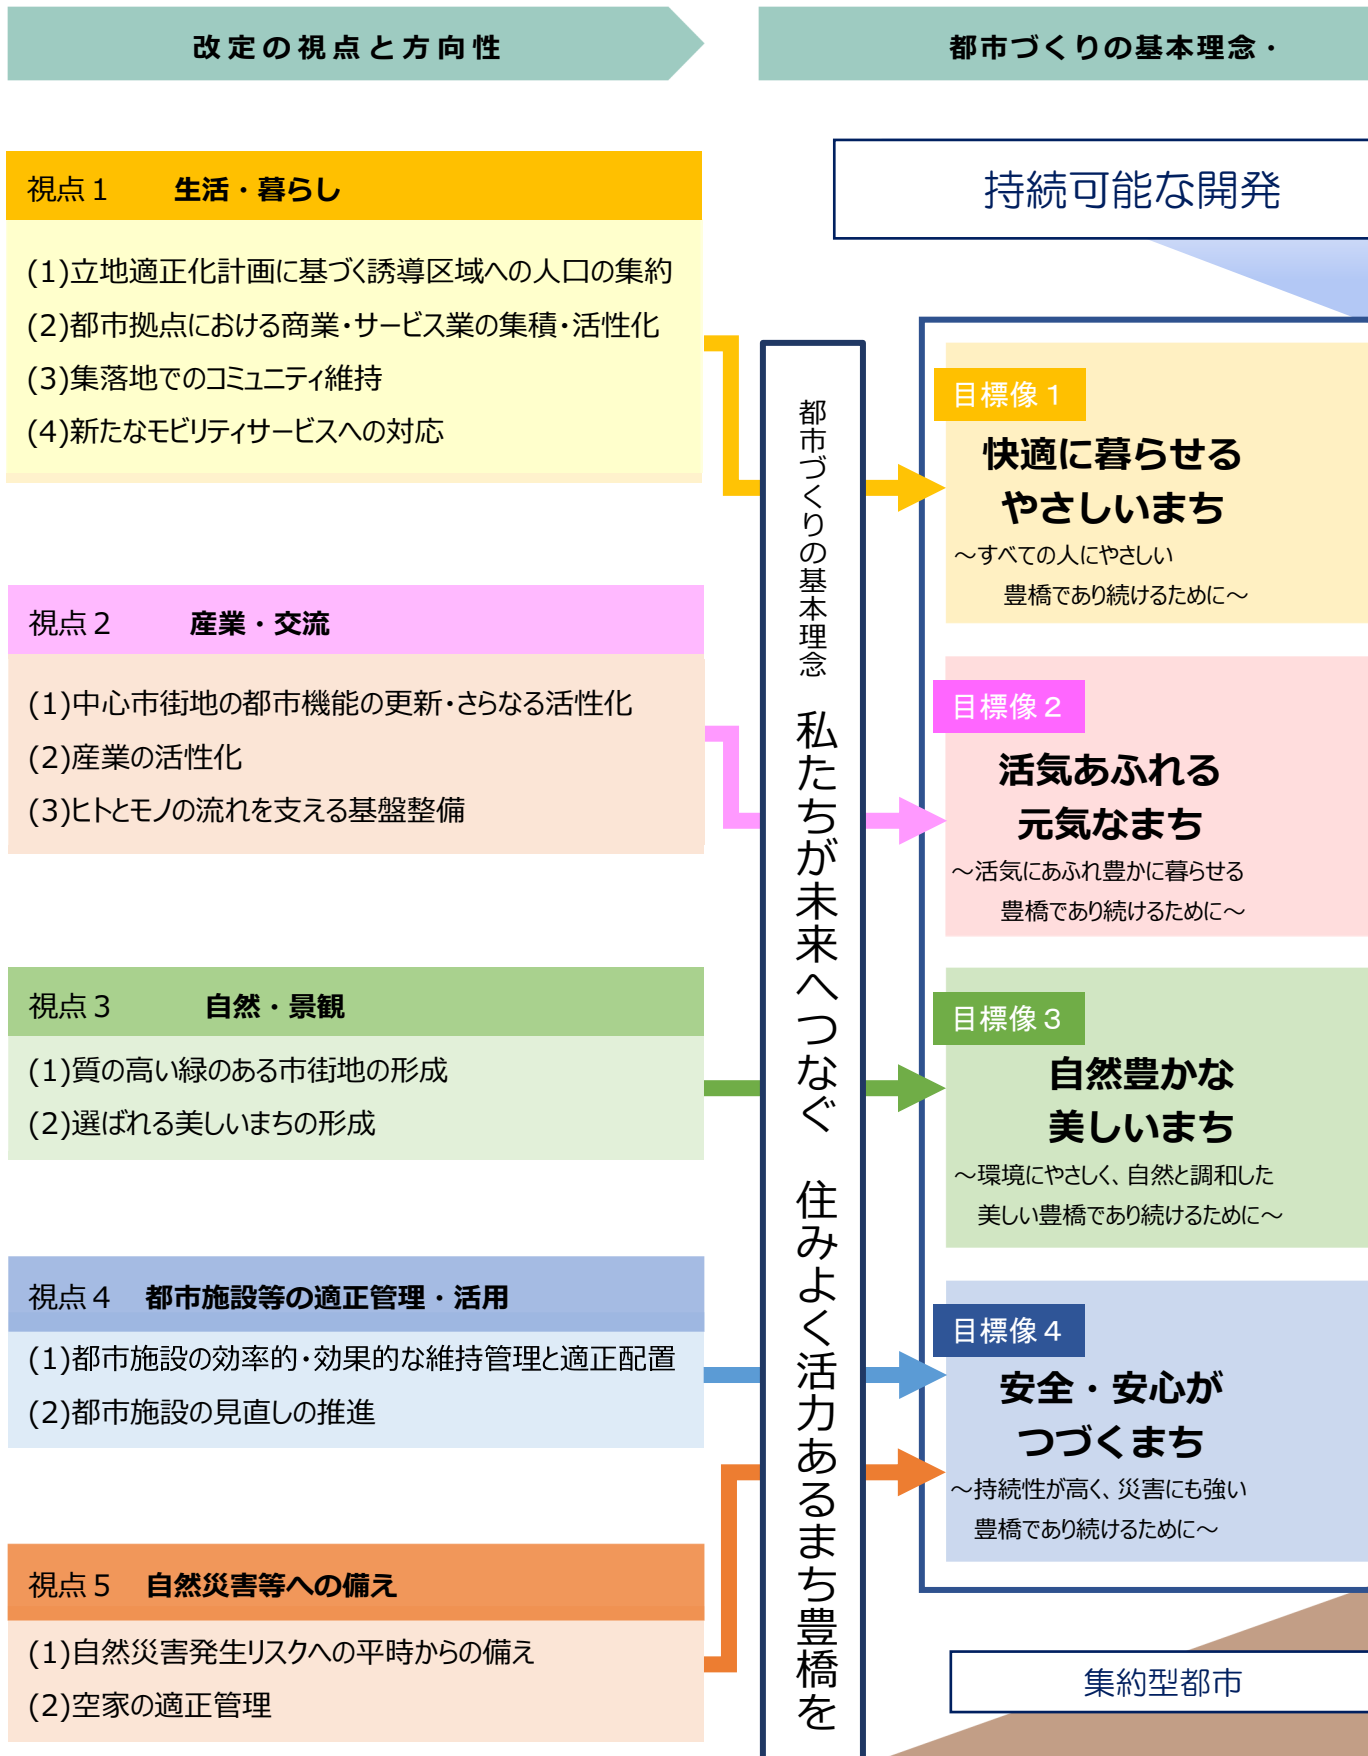 改定の視点と方向性
都市づくりの基本理念・
視点１　生活・暮らし
(1)立地適正化計画に基づく誘導区域への人口の集約
(2)都市拠点における商業・サービス業の集積・活性化
(3)集落地でのコミュニティ維持
(4)新たなモビリティサービスへの対応
視点２　産業・交流
(1)中心市街地の都市機能の更新・さらなる活性化
(2)産業の活性化
(3)ヒトとモノの流れを支える基盤整備
視点３　自然・景観
(1)質の高い緑のある市街地の形成
(2)選ばれる美しいまちの形成
視点４　都市施設等の適正管理・活用
(1)都市施設の効率的・効果的な維持管理と適正配置
(2)都市施設の見直しの推進
視点５　自然災害等への備え
(1)自然災害発生リスクへの平時からの備え
(2)空家の適正管理
都市づくりの基本理念　私たちが未来へつなぐ　住みよく活力あるまち豊橋を
持続可能な開発
目標像１
快適に暮らせる
やさしいまち
～すべての人にやさしい
豊橋であり続けるために～
目標像２
活気あふれる
元気なまち
～活気にあふれ豊かに暮らせる
豊橋であり続けるために～
目標像３
自然豊かな
美しいまち
～環境にやさしく、自然と調和した
美しい豊橋であり続けるために～
目標像４
安全・安心が
つづくまち
～持続性が高く、災害にも強い
豊橋であり続けるために～
集約型都市